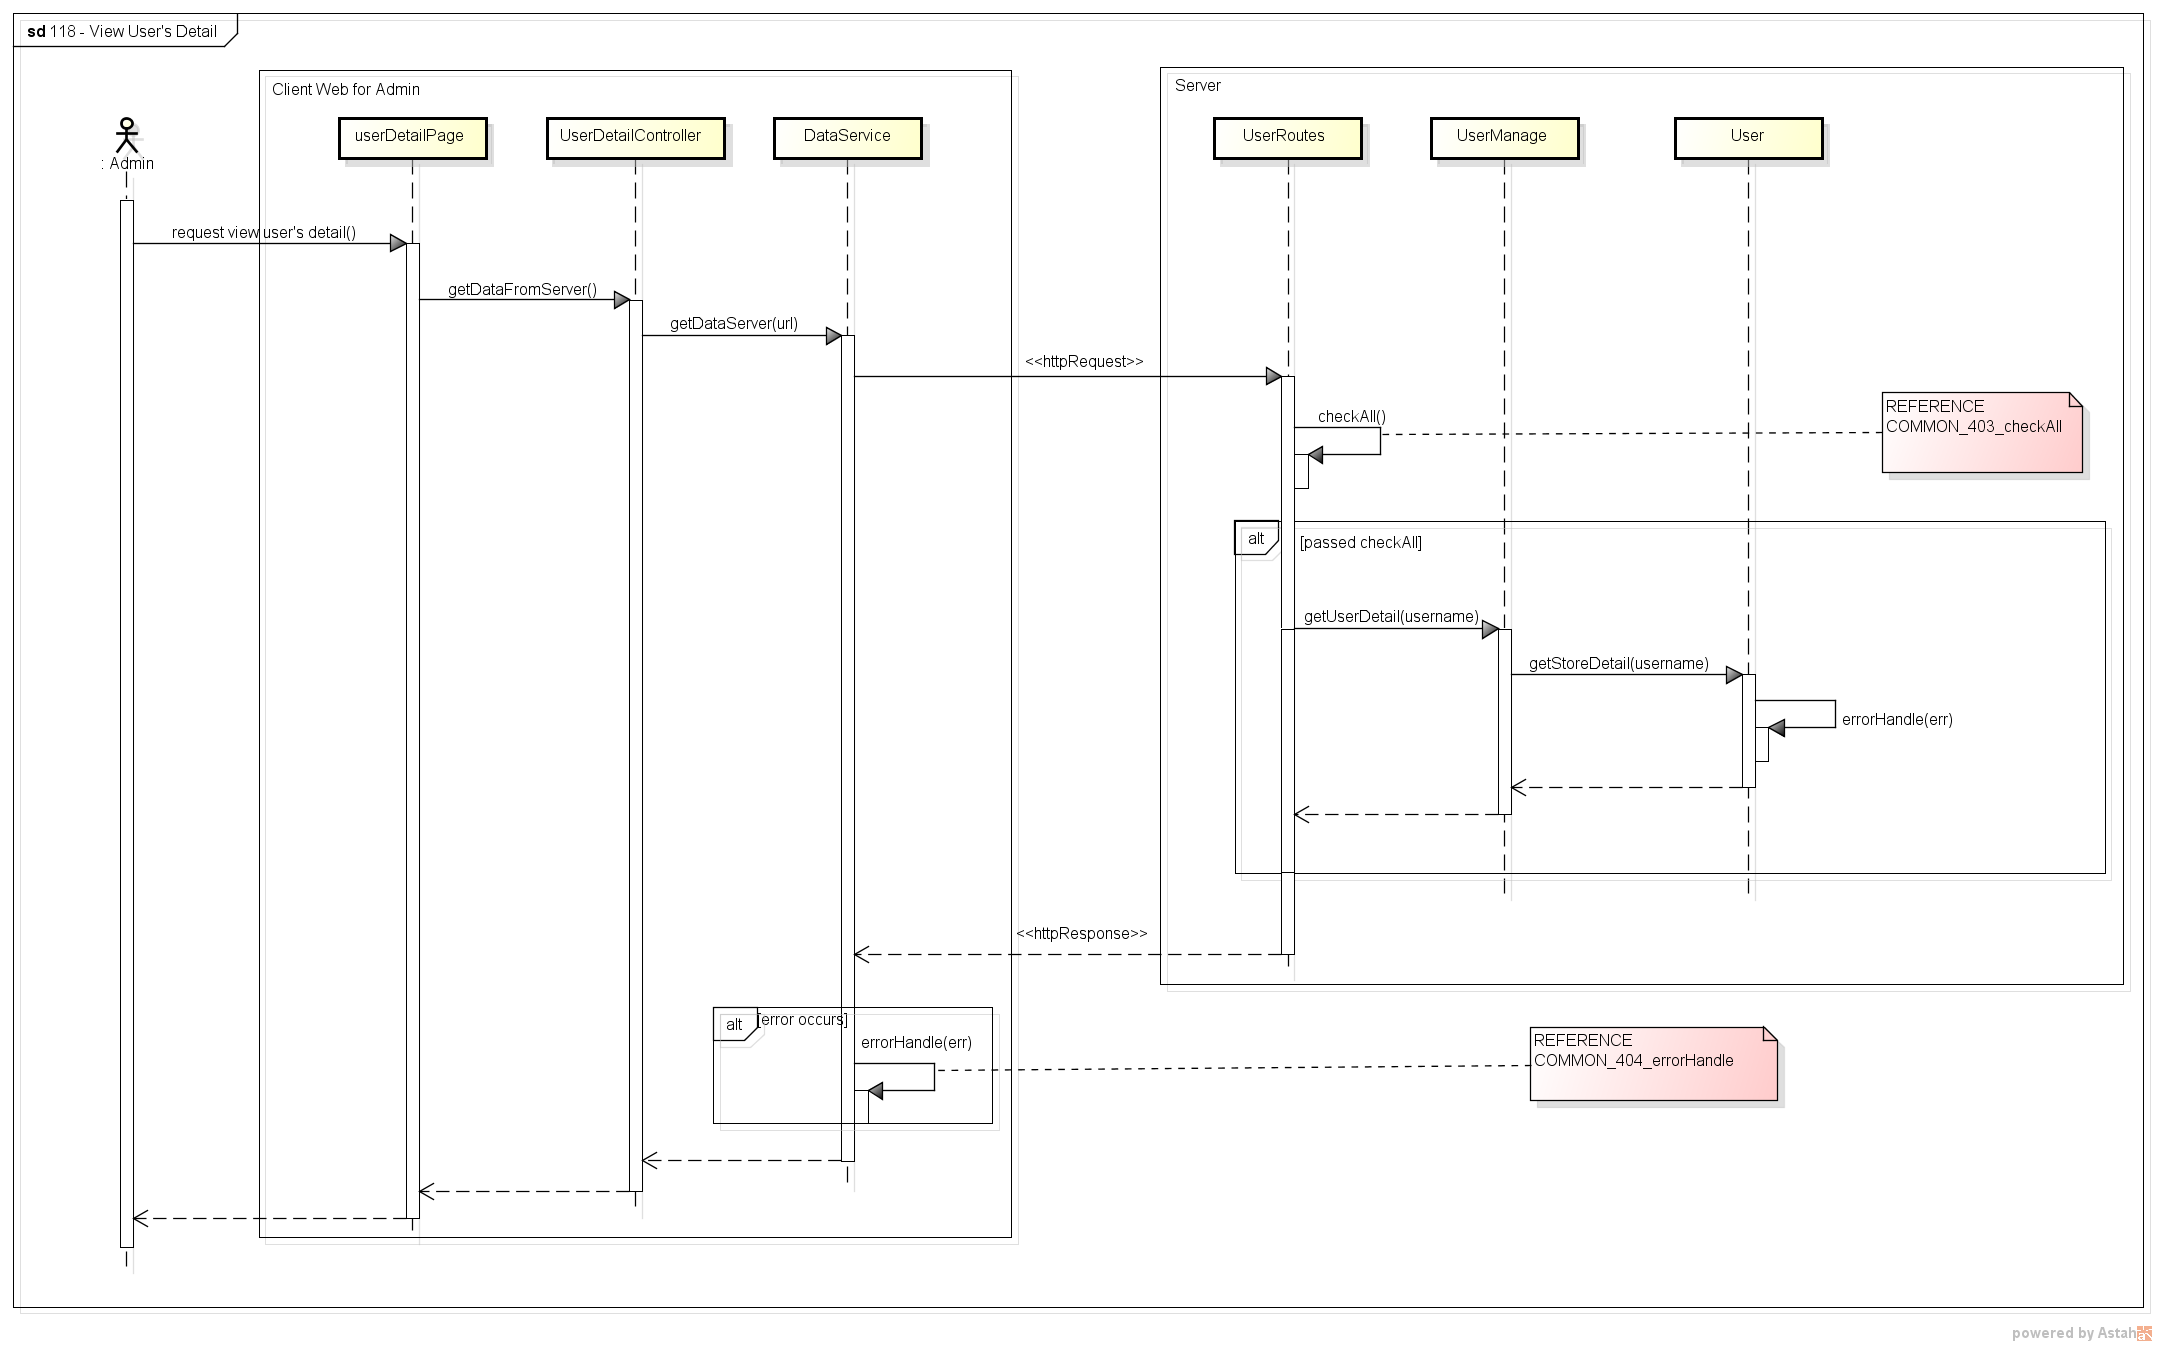 sd 118 - View User's Detail
Client Web for Admin
Server
: Admin
userDetailPage
UserDetailController
DataService
UserRoutes
UserManage
User
request view user's detail()
getDataFromServer()
getDataServer(url)
<<httpRequest>>
checkAll()
REFERENCE
COMMON_403_checkAll
alt
[passed checkAll]
getUserDetail(username)
getStoreDetail(username)
errorHandle(err)
<<httpResponse>>
alt
[error occurs]
errorHandle(err)
REFERENCE
COMMON_404_errorHandle
powered by Astah